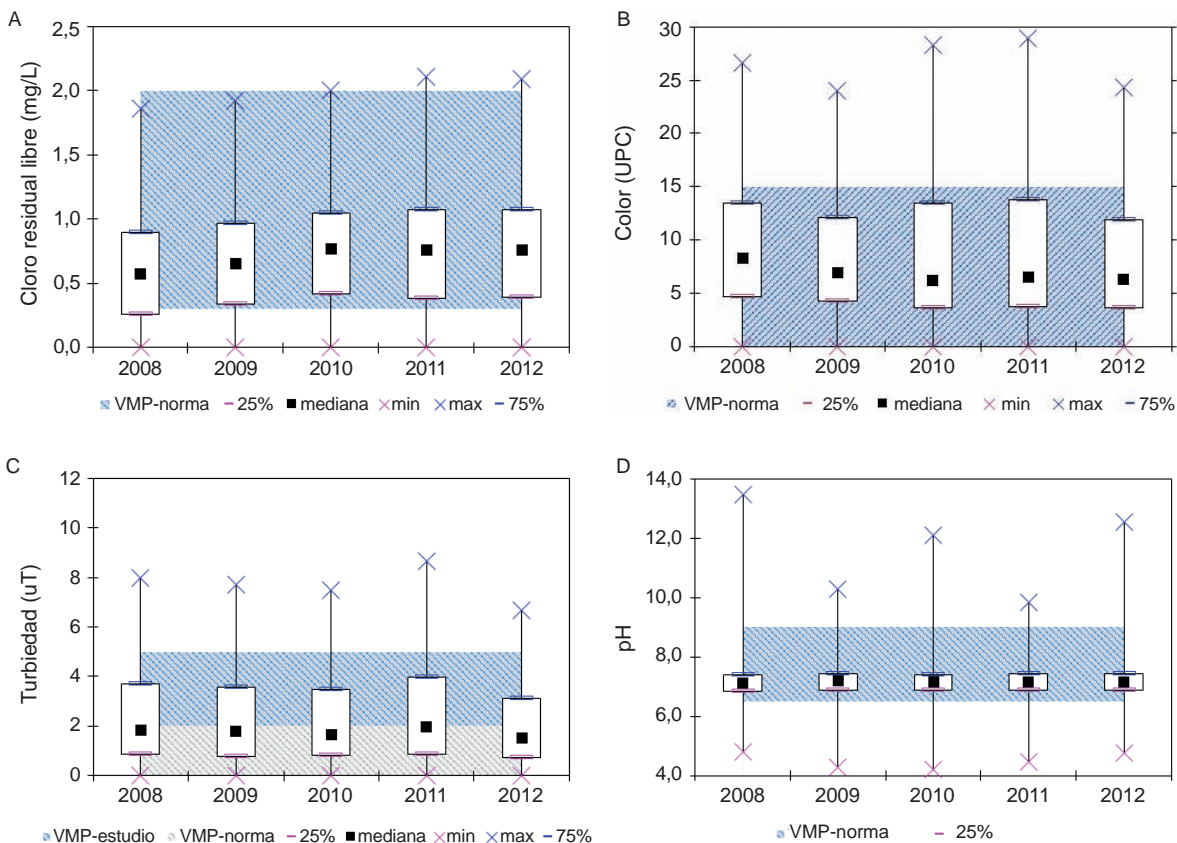 A
Cloro residual libre (mg/L)
2,5
2,0
1,5
1,0
0,5
0,0
2008 2009 2010 2011 2012
VMP-norma 25% mediana min max 75%
B
Color (UPC)
30
25
20
15
10
5
0
2008 2009 2010 2011 2012
VMP-norma 25% mediana min max 75%
C
Turbiedad (uT)
12
10
8
6
4
2
0
2008 2009 2010 2011 2012
VMP-estudio VMP-norma 25% mediana min max 75%
D
pH
14,0
12,0
10,0
8,0
6,0
4,0
2008 2009 2010 2011 2012
VMP-norma 25%